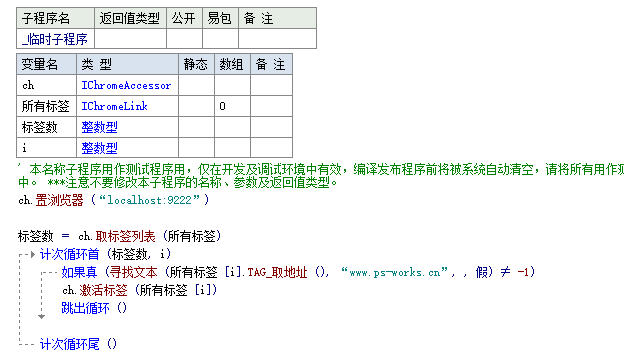 子程序名 返回值类型 公开 易包 备 注
_临时子程序
变量名 类 型 静态 数组 备 注
ch IChromeAccessor
所有标签 IChromeLink 0
标签数 整数型
i 整数型
' 本名称子程序用作测试程序用，仅在开发及调试环境中有效，编译发布程序前将被系统自动清空，请将所有用作测
中。 ***注意不要修改本子程序的名称、参数及返回值类型。
ch.置浏览器 (“localhost:9222”)
标签数 ＝ ch.取标签列表 (所有标签)
计次循环首 (标签数, i)
如果真 (寻找文本 (所有标签 [i].TAG_取地址 (), “www.ps-works.cn”, , 假) ≠ -1)
ch.激活标签 (所有标签 [i])
跳出循环 ()
计次循环尾 ()